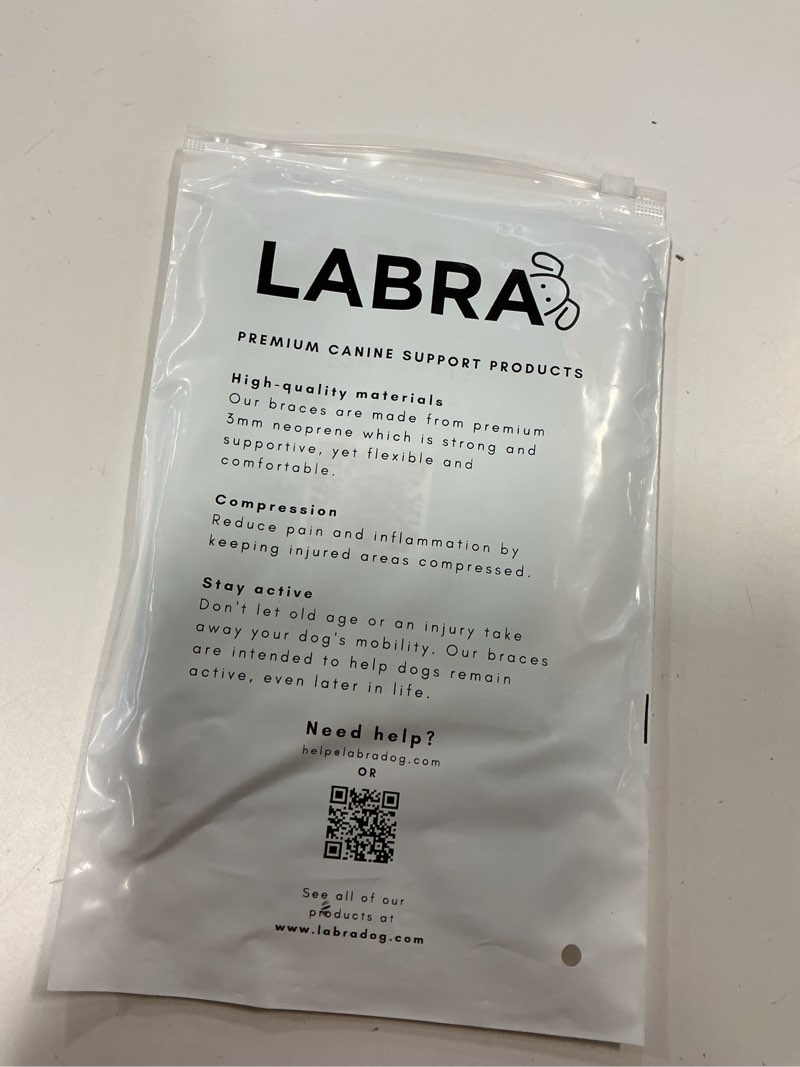 LABRA
PREMIUM CANINE SUPPORT PRODUCTS
High-quality materials
Our braces are made from premium
3mm neoprene which is strong and
supportive, yet flexible and
comfortable.
Compression
Reduce pain and inflammation by
keeping injured areas compressed.
Stay active
Don't let old age or an injury take
away your dog's mobility. Our braces
are intended to help dogs remain
active, even later in life.
Need help?
help@labradog.com
OR
See all of our
products at
www.labradog.com